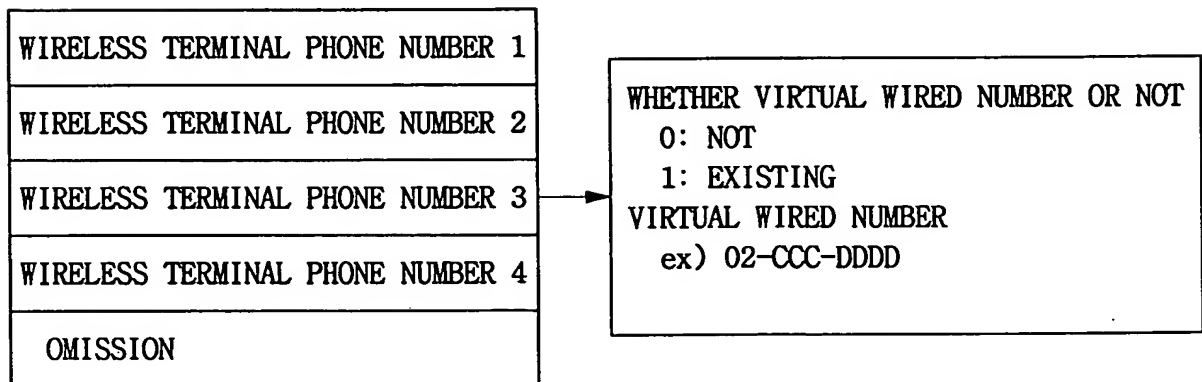 WIRELESS TERMINAL PHONE NUMBER 1
WIRELESS TERMINAL PHONE NUMBER 2
WIRELESS TERMINAL PHONE NUMBER 3
WIRELESS TERMINAL PHONE NUMBER 4
OMISSION
WHETHER VIRTUAL WIRED NUMBER OR NOT
0: NOT
1: EXISTING
VIRTUAL WIRED NUMBER
ex) 02-CCC-DDDD